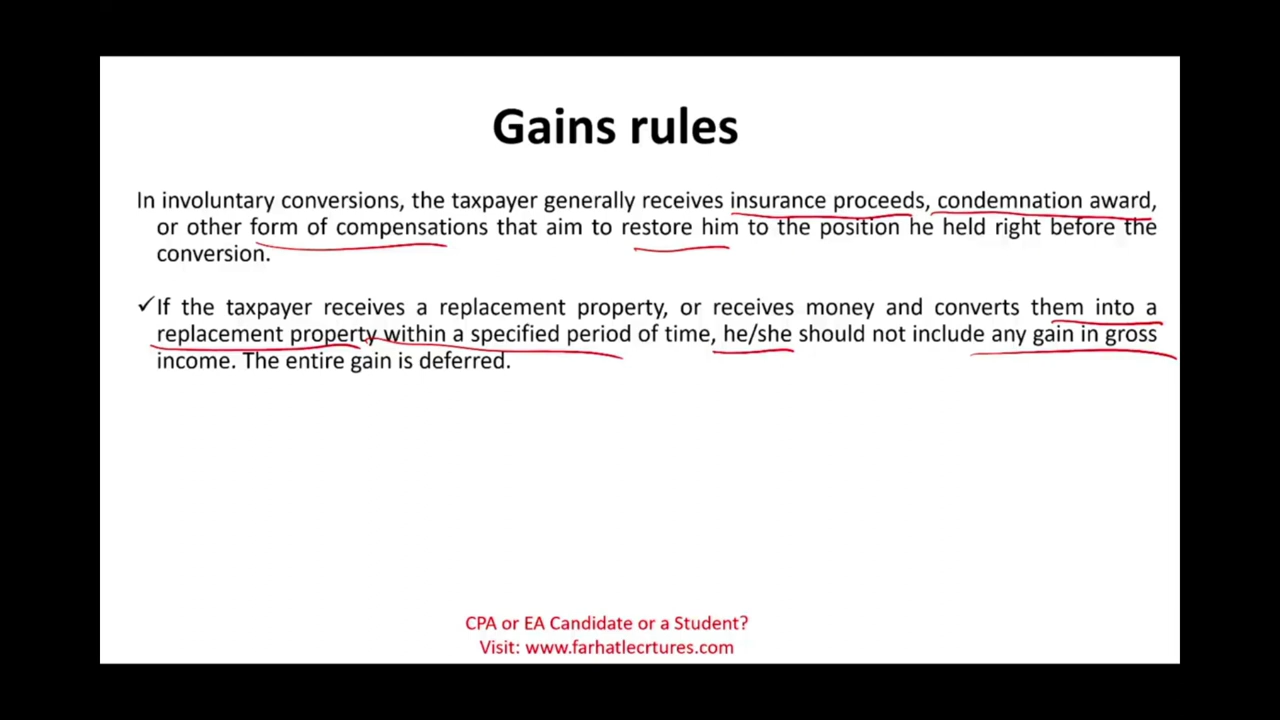 Gains rules
In involuntary conversions, the taxpayer generally receives insurance proceeds, condemnation award,
or other form of compensations that aim to restore him to the position he held right before the
conversion.
✓If the taxpayer receives a replacement property, or receives money and converts them into a
replacement property within a specified period of time, he/she should not include any gain in gross
income. The entire gain is deferred.
CPA or EA Candidate or a Student?
Visit: www.farhatlecrtures.com